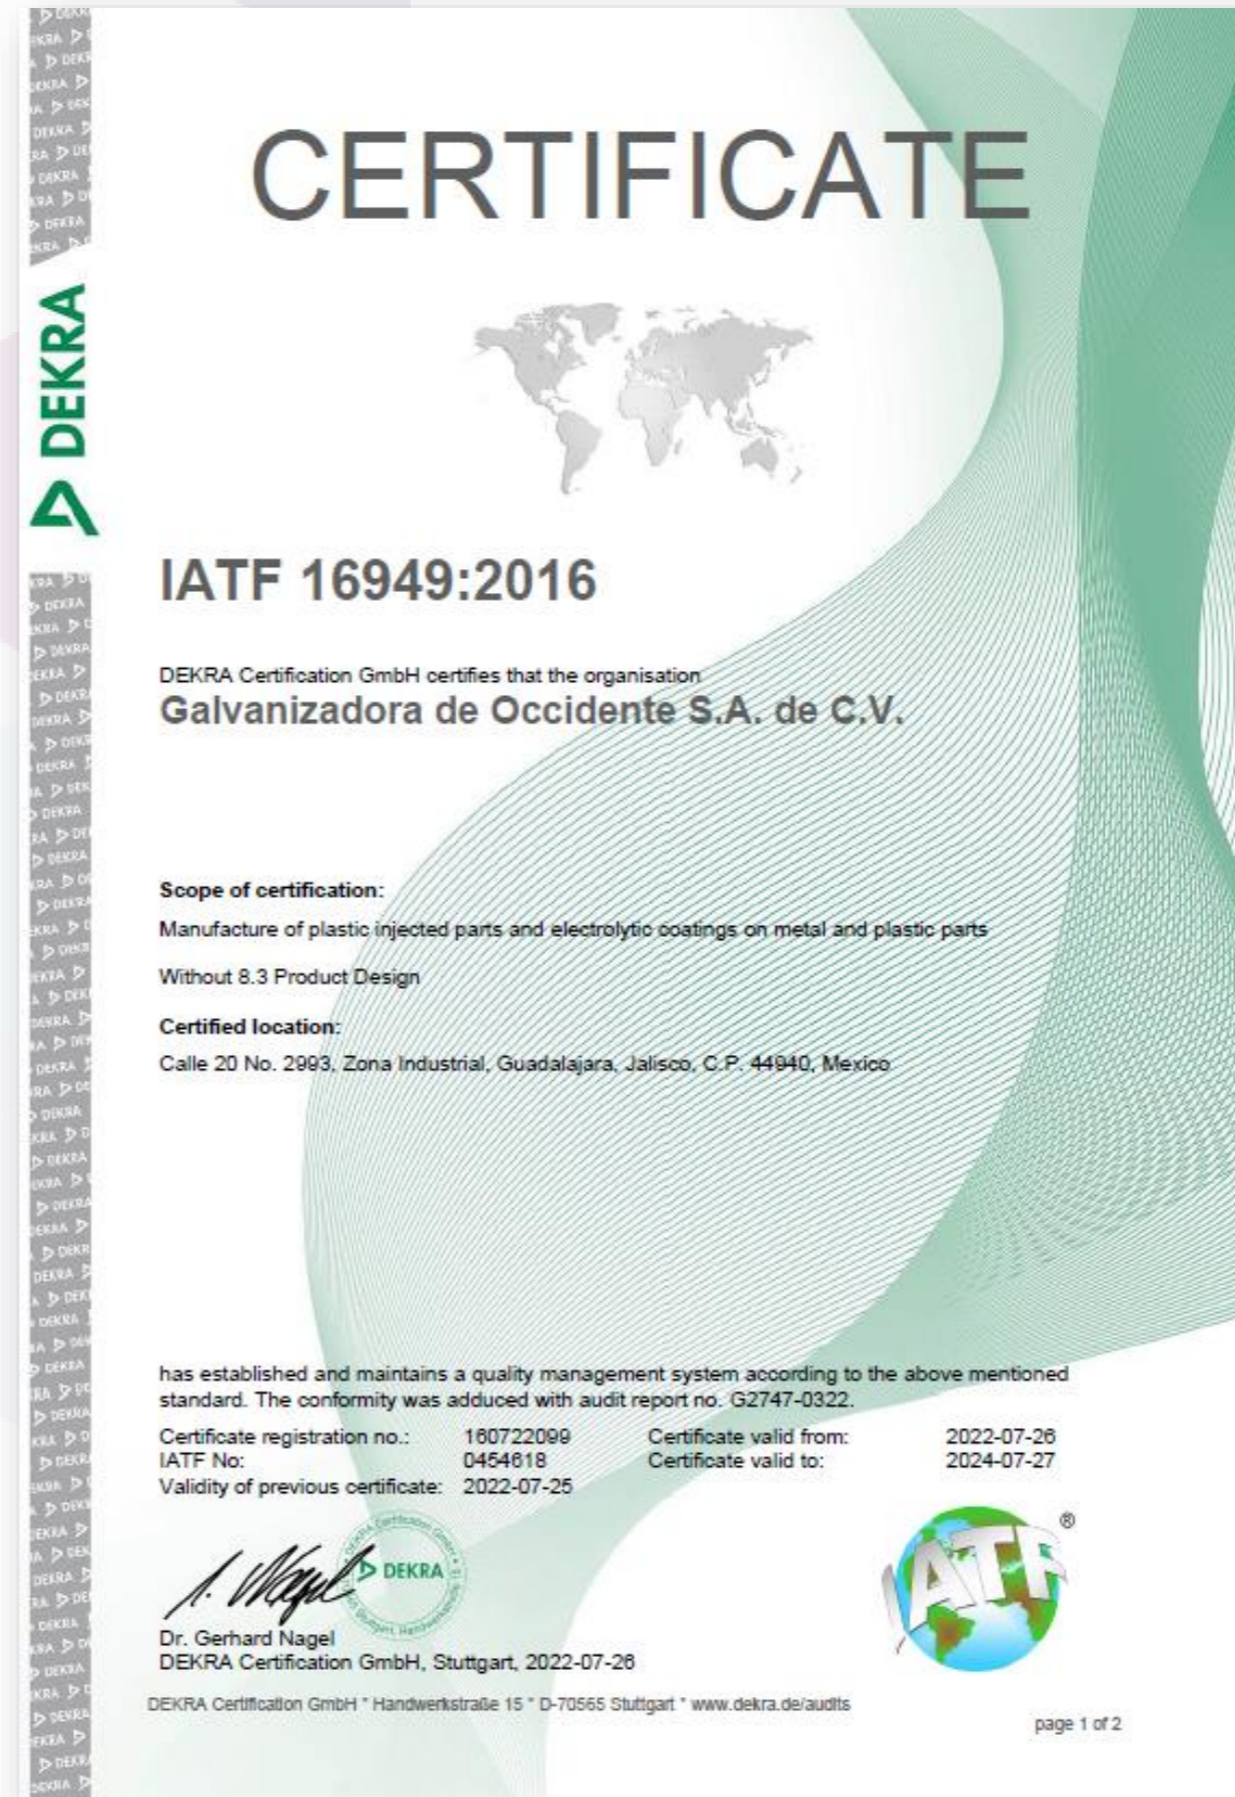 CERTIFICATE
DEKRA
IATF 16949:2016
DEKRA Certification GmbH certifies that the organisation
Galvanizadora de Occidente S.A. de C.V.
Scope of certification:
Manufacture of plastic injected parts and electrolytic coatings on metal and plastic parts
Without 8.3 Product Design
Certified location:
Calle 20 No. 2993, Zona Industrial, Guadalajara, Jalisco, C.P. 44940, Mexico
has established and maintains a quality management system according to the above mentioned
standard. The conformity was adduced with audit report no. G2747-0322.
Certificate registration no.: 160722099 Certificate valid from: 2022-07-26
IATF No: 0454618 Certificate valid to: 2024-07-27
Validity of previous certificate: 2022-07-25
DEKRA
IATF ®
Dr. Gerhard Nagel
DEKRA Certification GmbH, Stuttgart, 2022-07-26
DEKRA Certification GmbH * Handwerkstraße 15 * D-70565 Stuttgart * www.dekra.de/audits
page 1 of 2